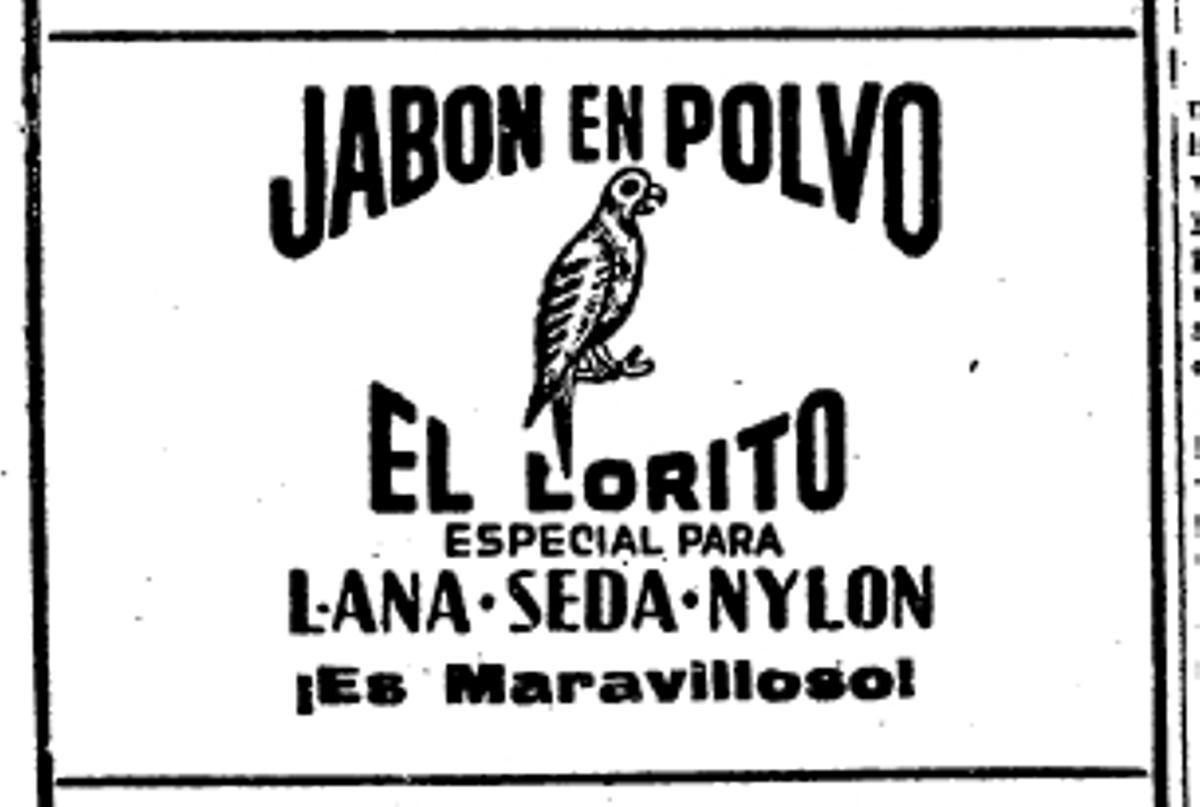 JABON EN POLVO
EL LORITO
ESPECIAL PARA
LANA·SEDA·NYLON
¡Es Maravilloso!